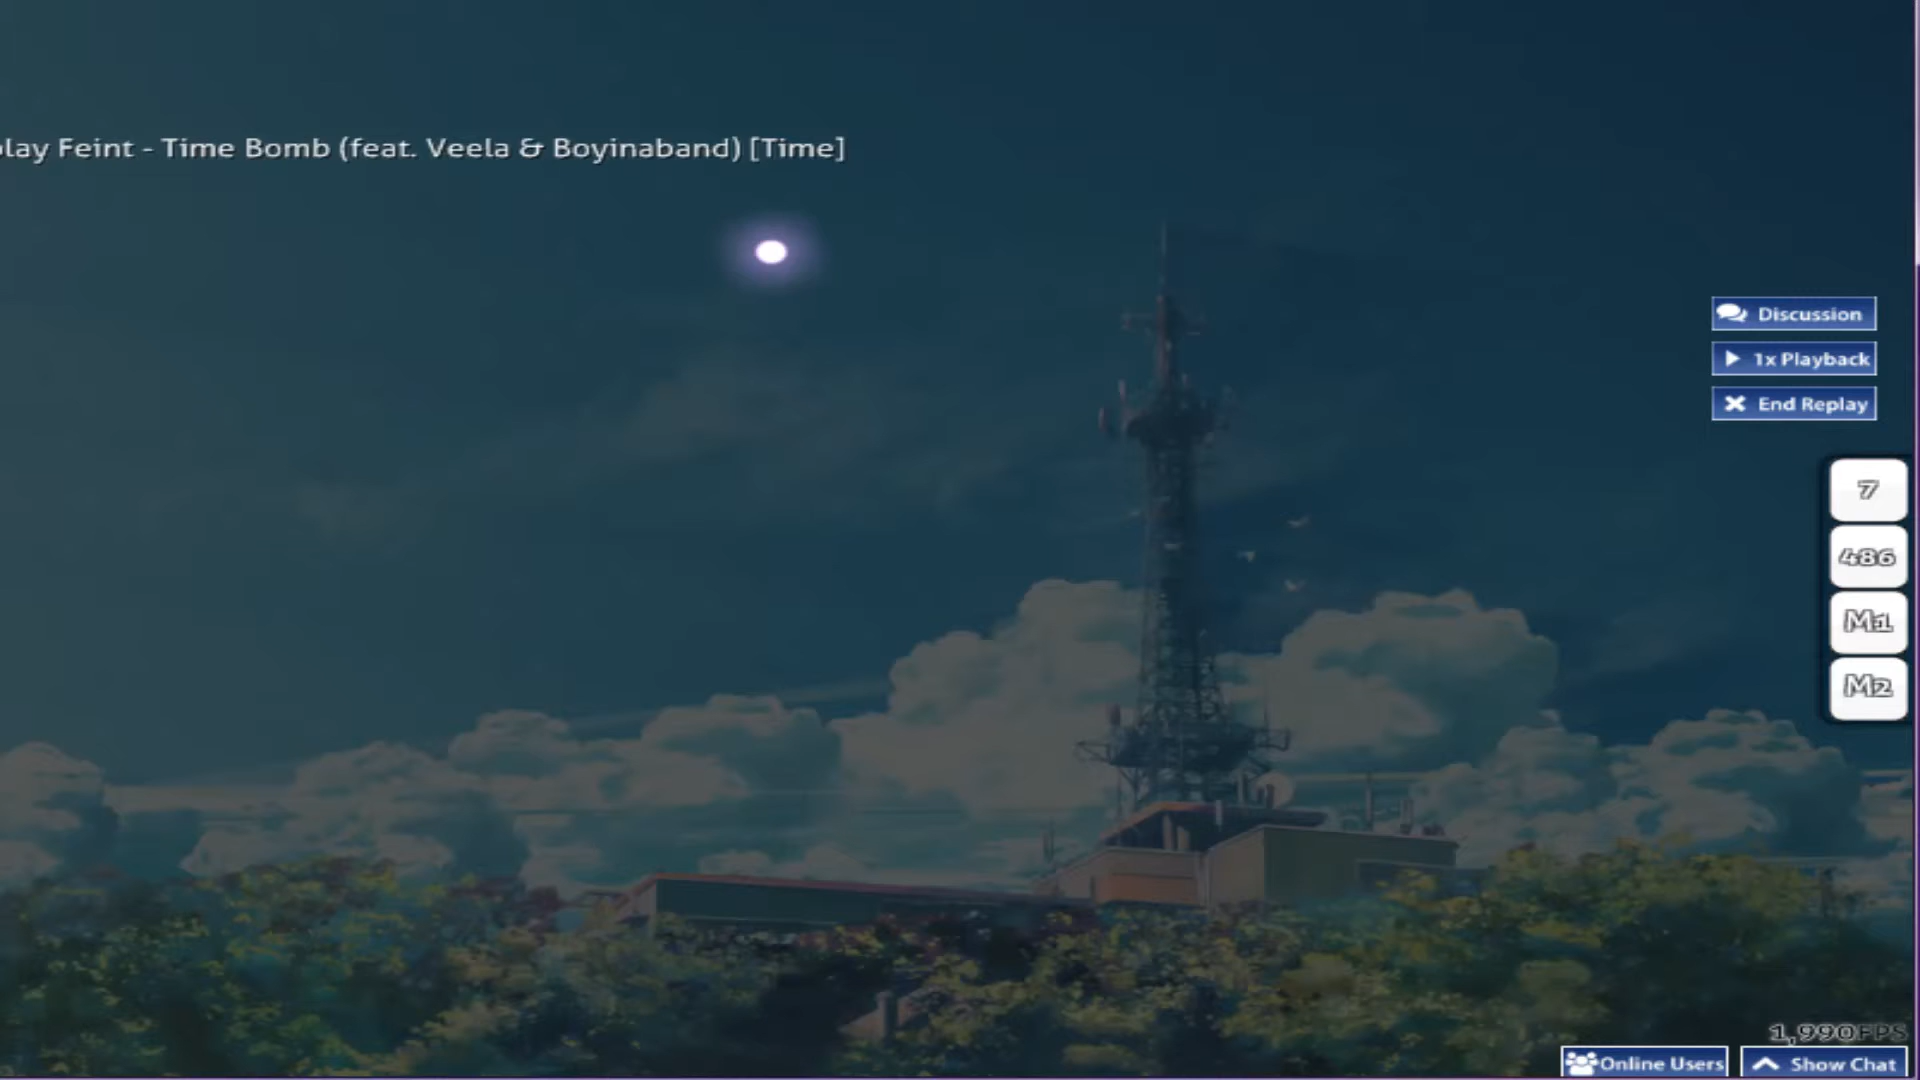 play Feint - Time Bomb (feat. Veela & Boyinaband) [Time]
Discussion
1x Playback
End Replay
7
486
M1
M2
1,990FPS
Online Users
Show Chat